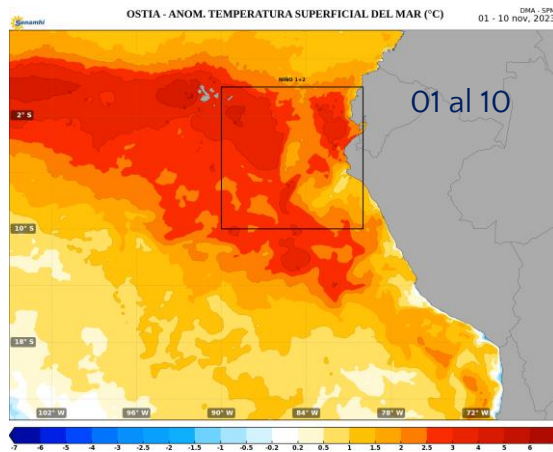 Senamhi
OSTIA - ANOM. TEMPERATURA SUPERFICIAL DEL MAR (°C)
DMA - SPM
01 - 10 nov, 2023
NIÑO 1+2
01 al 10
2° S
10° S
18° S
102° W 96° W 90° W 84° W 78° W 72° W
-7 -6 -5 -4 -3 -2.5 -2 -1.5 -1 -0.5 -0.2 0.2 0.5 1 1.5 2 2.5 3 4 5 6